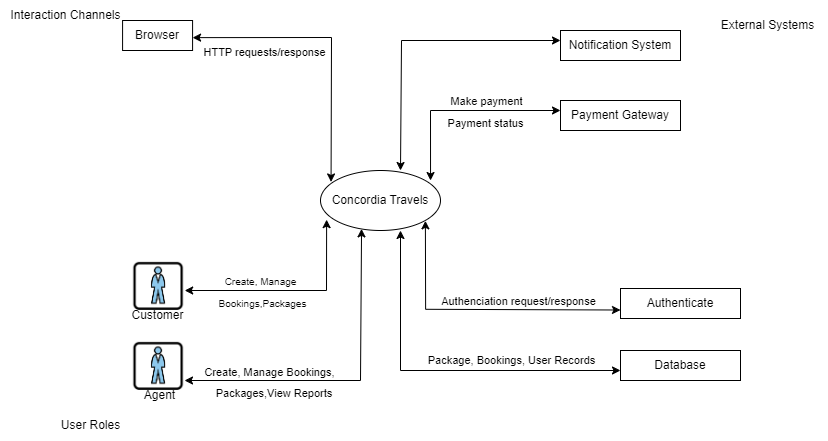 Interaction Channels
External Systems
Browser
HTTP requests/response
Notification System
Make payment
Payment Gateway
Payment status
Concordia Travels
Create, Manage
Bookings,Packages
Customer
Authenciation request/response
Authenticate
Package, Bookings, User Records
Database
Create, Manage Bookings,
Packages,View Reports
Agent
User Roles